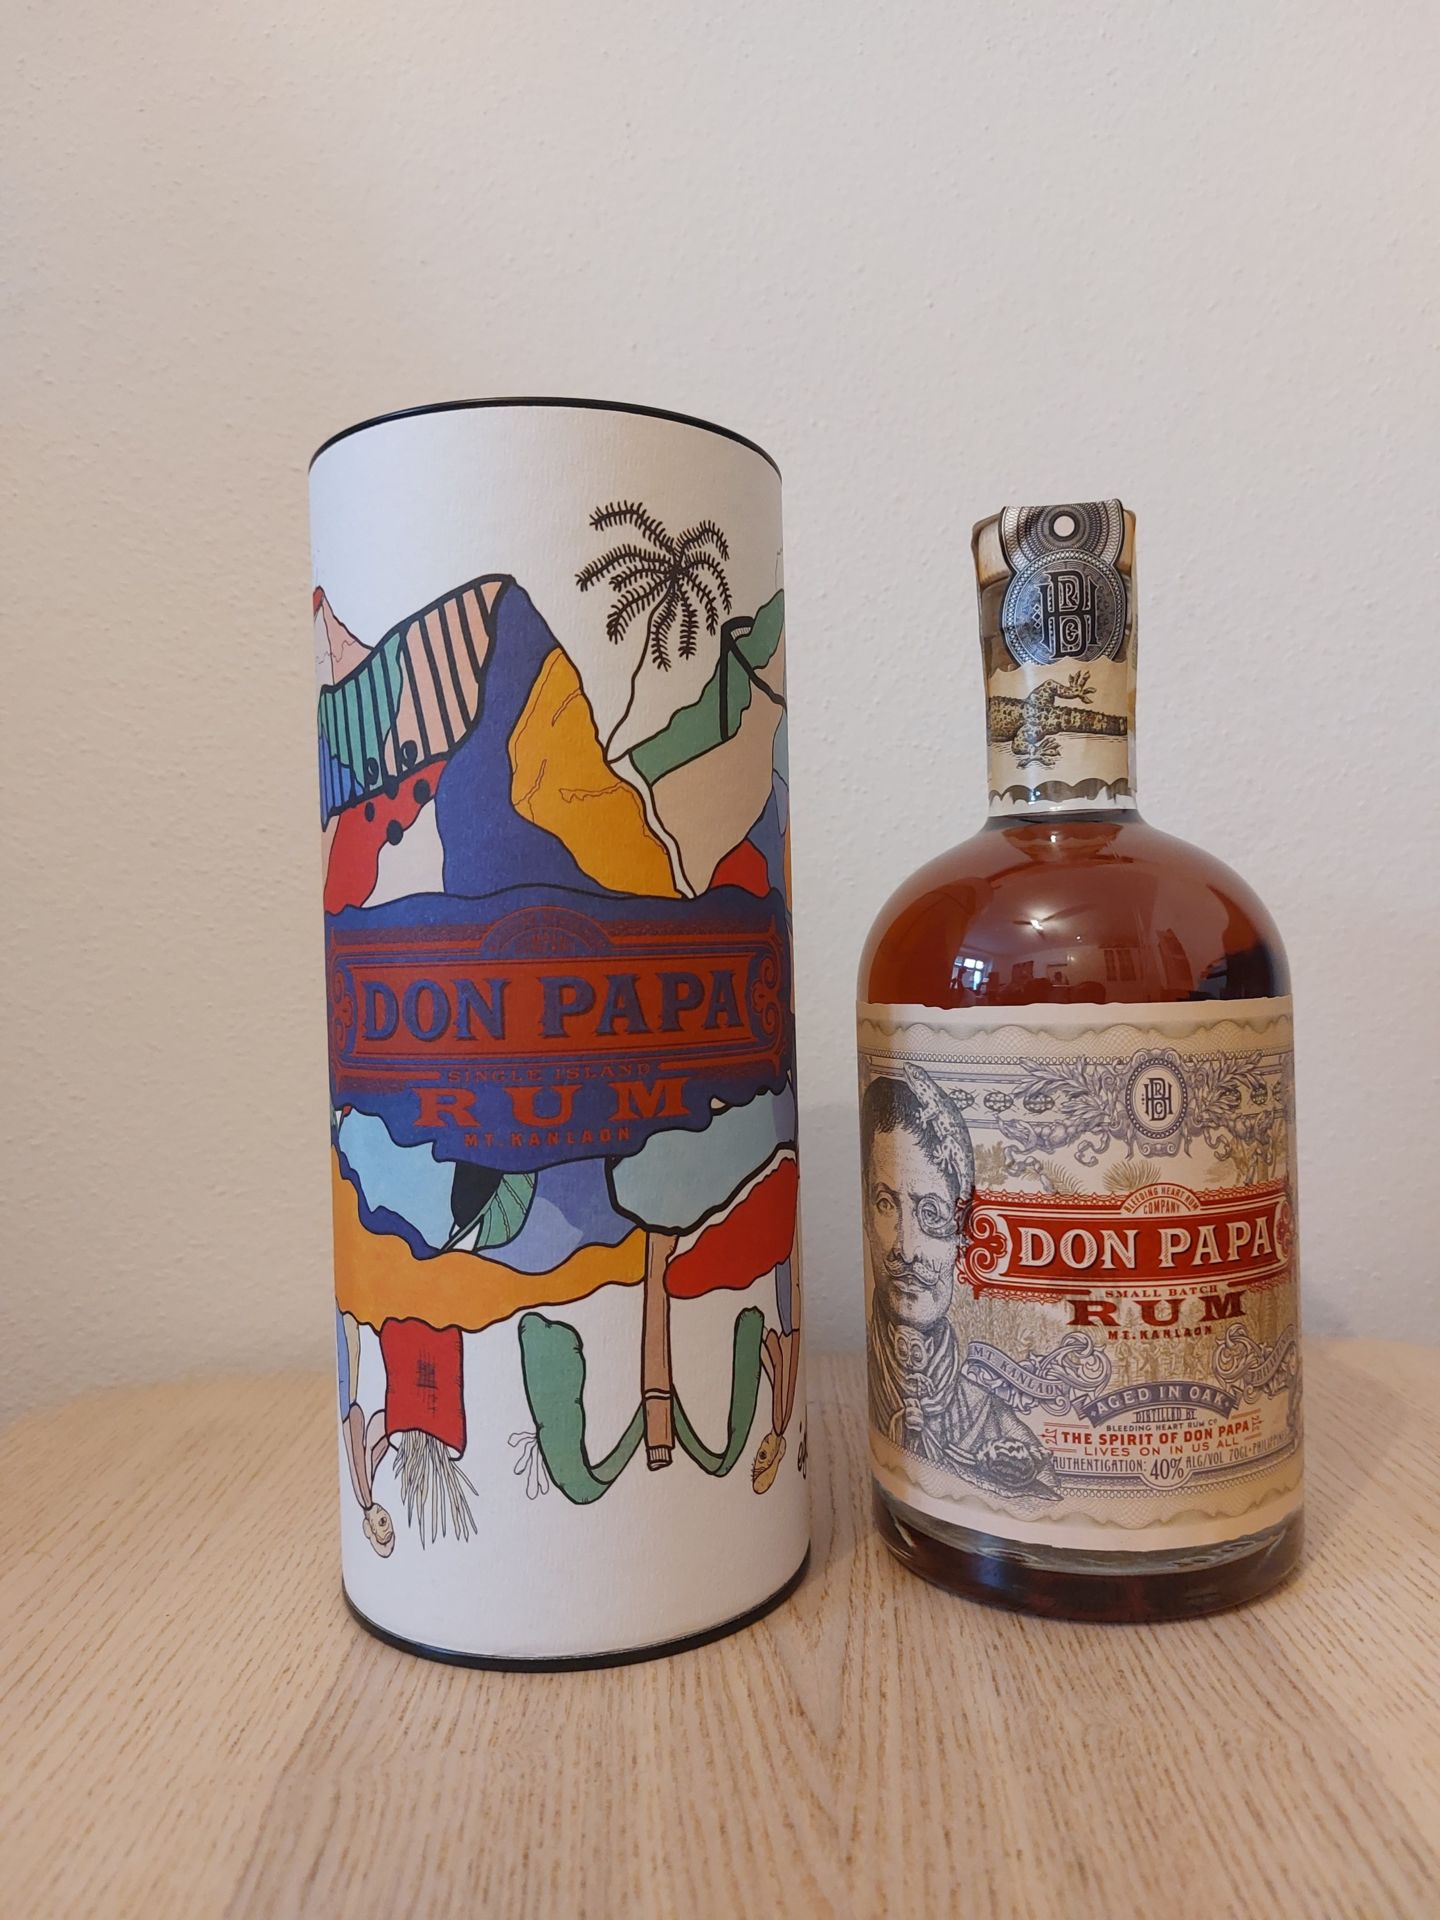 DON PAPA
SINGLE ISLAND
RUM
MT. KANLAON
BLEEDING HEART RUM
COMPANY
DON PAPA
SMALL BATCH
RUM
MT. KANLAON
MT KANLAON
AGED IN OAK
DISTILLED BY
BLEEDING HEART RUM Cº
THE SPIRIT OF DON PAPA
LIVES ON IN US ALL
AUTHENTICATION: 40% ALC/VOL 70CL